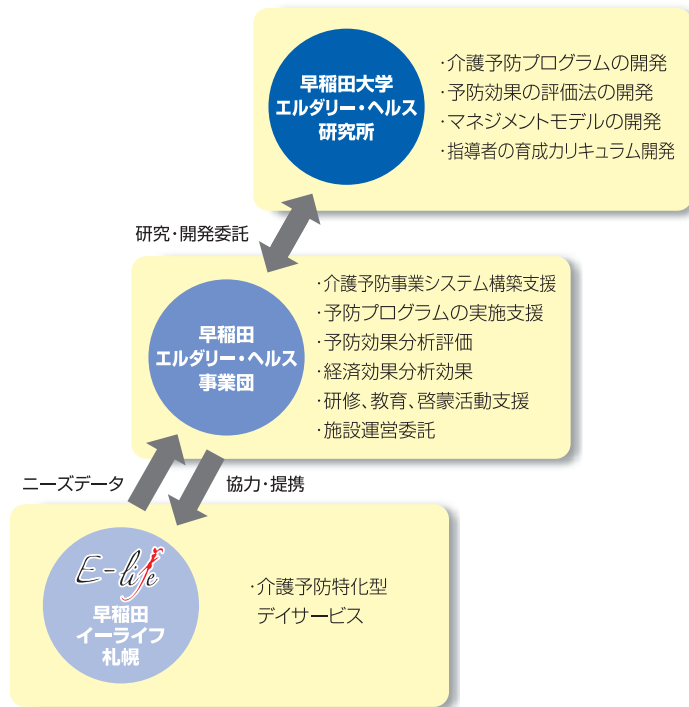 早稲田大学
エルダリー・ヘルス
研究所
・介護予防プログラムの開発
・予防効果の評価法の開発
・マネジメントモデルの開発
・指導者の育成カリキュラム開発
研究・開発委託
早稲田
エルダリー・ヘルス
事業団
・介護予防事業システム構築支援
・予防プログラムの実施支援
・予防効果分析評価
・経済効果分析効果
・研修、教育、啓蒙活動支援
・施設運営委託
ニーズデータ
協力・提携
E-life
早稲田
イーライフ
札幌
・介護予防特化型
デイサービス